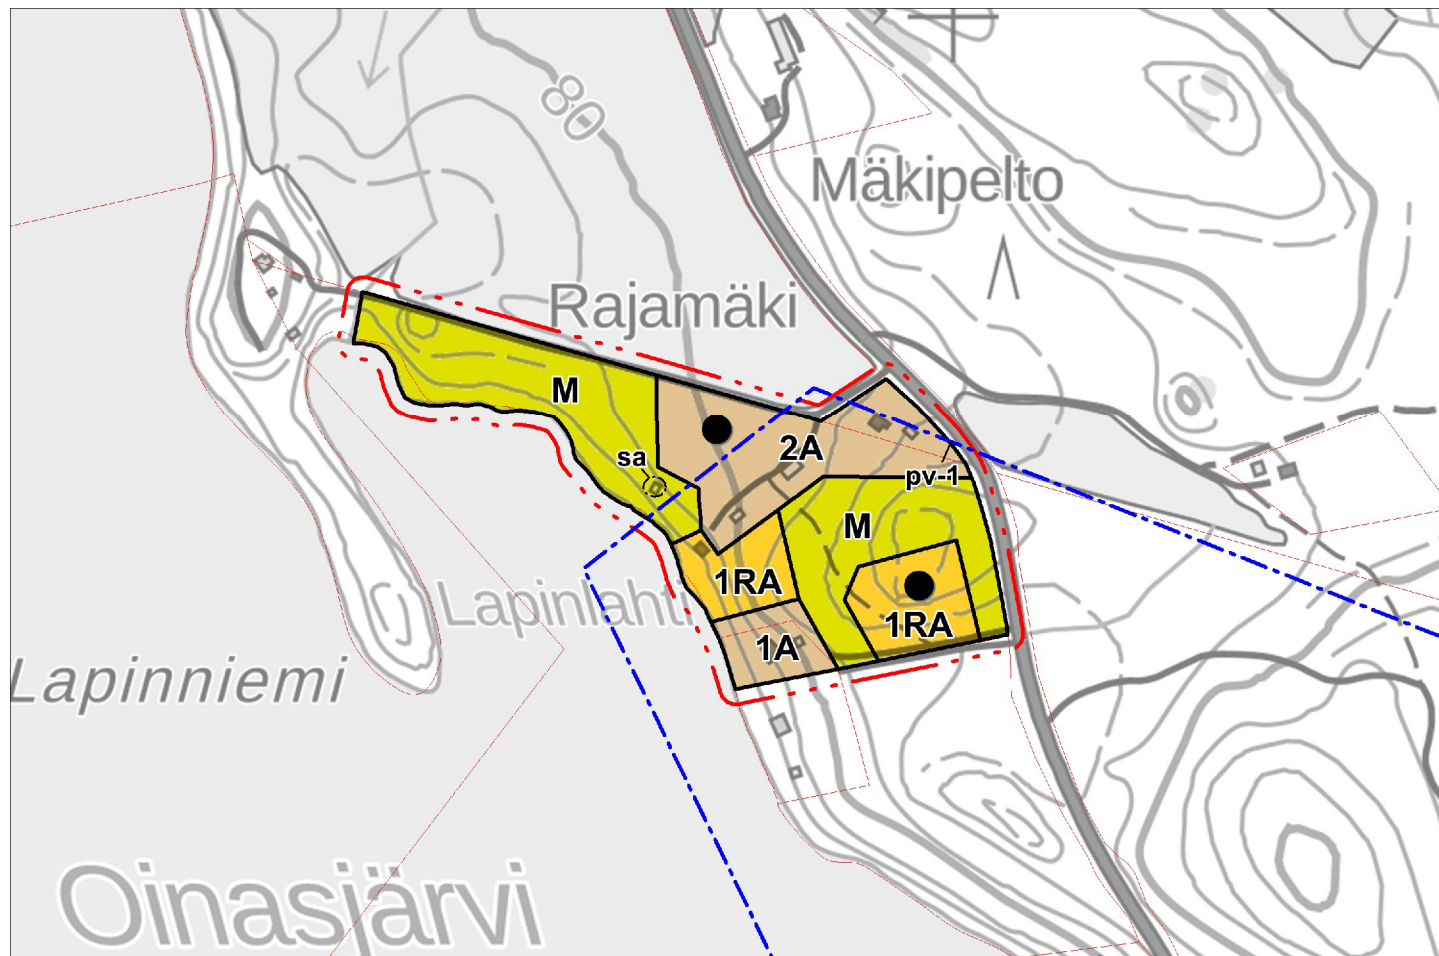 80
Mäkipelto
Rajamäki
M
sa
2A
pv-1
M
1RA
Lapinlahti
1RA
1A
Lapinniemi
Oinasjärvi